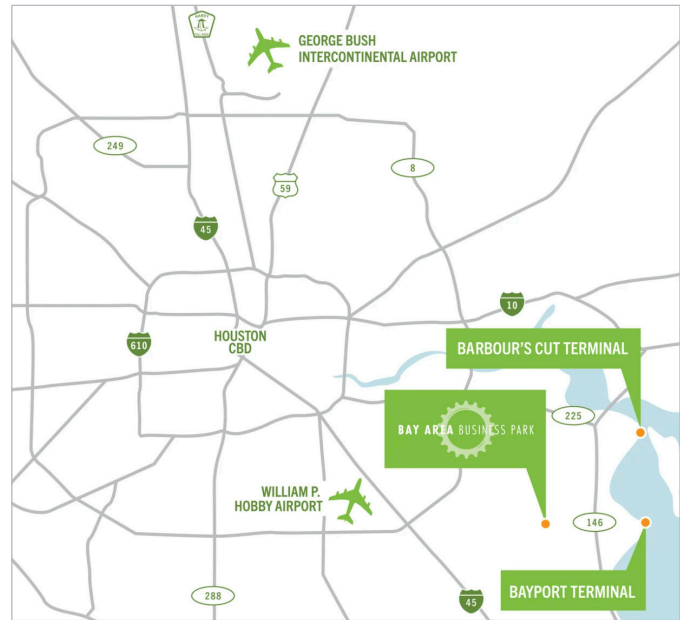 GEORGE BUSH
INTERCONTINENTAL AIRPORT
249
8
59
45
10
HOUSTON
CBD
610
BARBOUR'S CUT TERMINAL
BAY AREA BUSINESS PARK
225
WILLIAM P.
HOBBY AIRPORT
146
BAYPORT TERMINAL
288
45